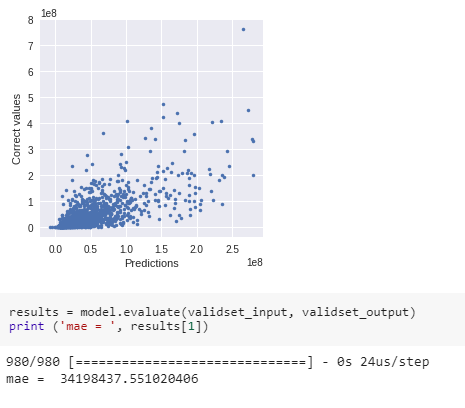 1e8
8
7
6
5
4
3
2
1
0
Correct values
0.0 0.5 1.0 1.5 2.0 2.5
Predictions 1e8
results = model.evaluate(validset_input, validset_output)
print ('mae = ', results[1])
980/980 [==============================] - 0s 24us/step
mae =  34198437.551020406